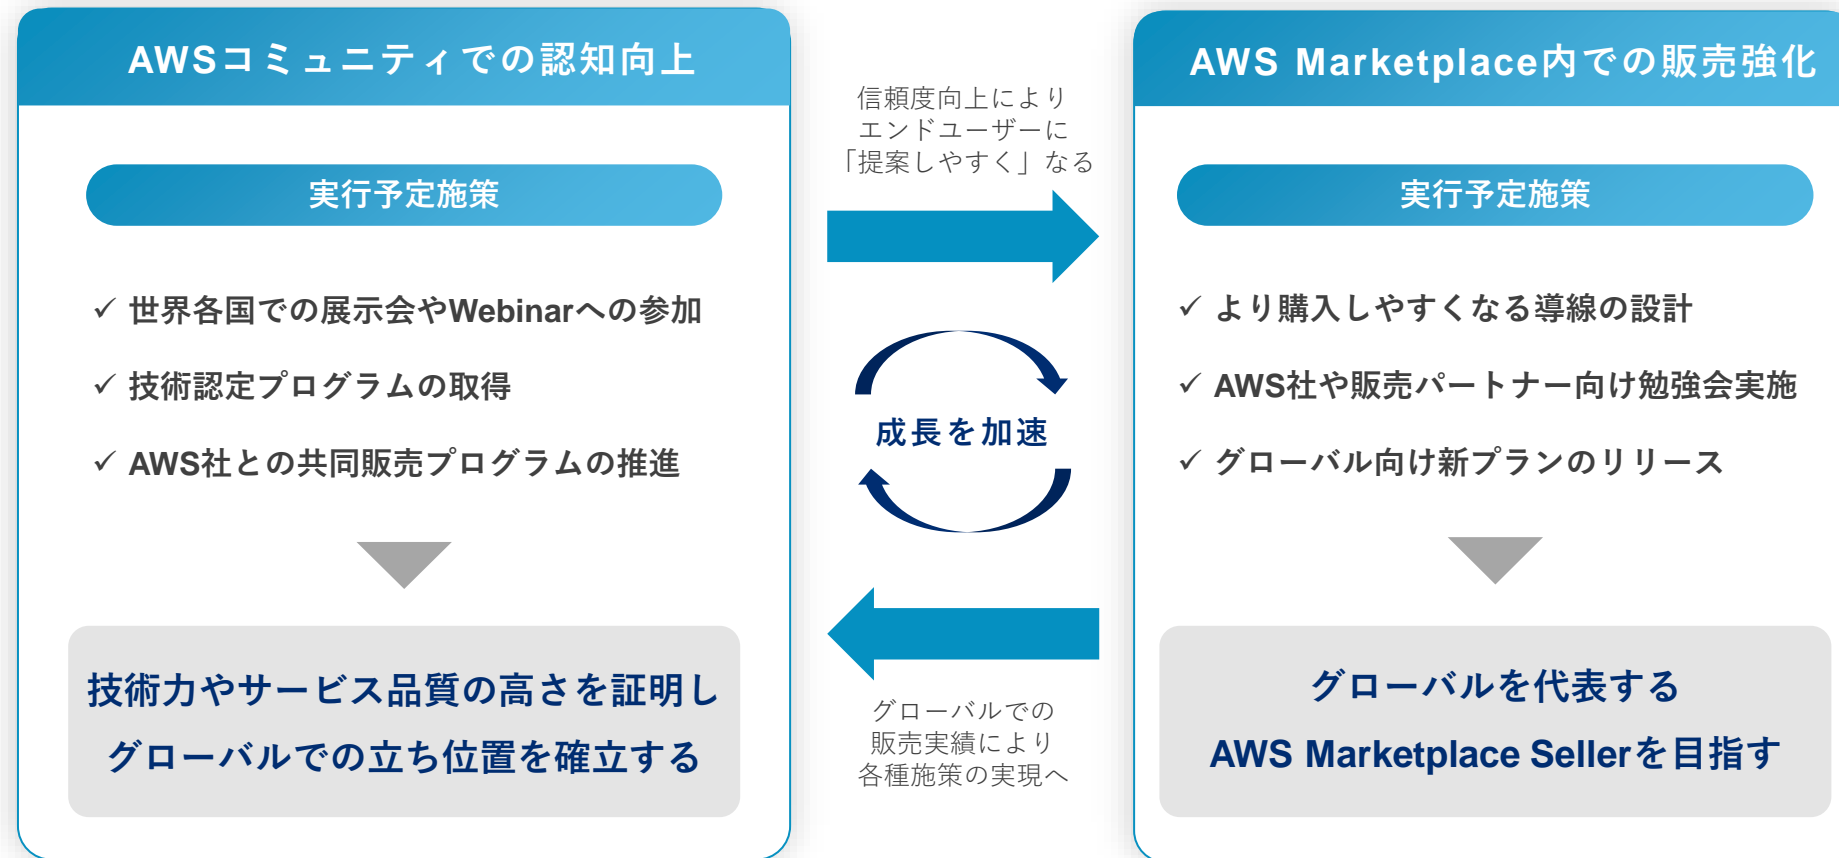 AWSコミュニティでの認知向上
実行予定施策
✓ 世界各国での展示会やWebinarへの参加
✓ 技術認定プログラムの取得
✓ AWS社との共同販売プログラムの推進
技術力やサービス品質の高さを証明し
グローバルでの立ち位置を確立する
信頼度向上により
エンドユーザーに
「提案しやすく」なる
成長を加速
グローバルでの
販売実績により
各種施策の実現へ
AWS Marketplace内での販売強化
実行予定施策
✓ より購入しやすくなる導線の設計
✓ AWS社や販売パートナー向け勉強会実施
✓ グローバル向け新プランのリリース
グローバルを代表する
AWS Marketplace Sellerを目指す